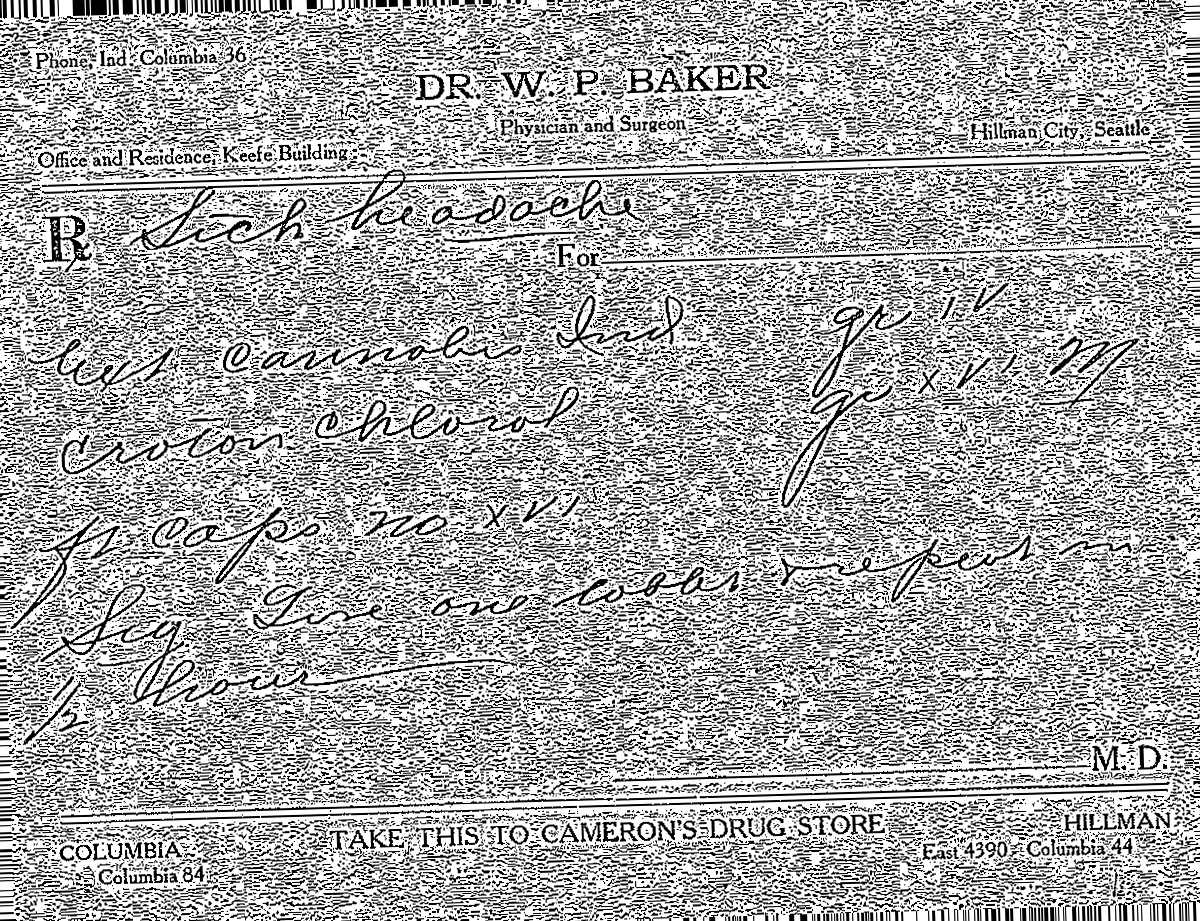 Phone, Ind. Columbia 36
DR. W. P. BAKER
Physician and Surgeon
Office and Residence, Keefe Building
Hillman City, Seattle
℞ Sick headache
For
Ext Cannabis Ind gr iv
Croton Chloral gr xvi M
ft caps no xvi
Sig one & repeat in
½ hour
M. D.
TAKE THIS TO CAMERON'S DRUG STORE
COLUMBIA
Columbia 84
HILLMAN
East 4390 - Columbia 44